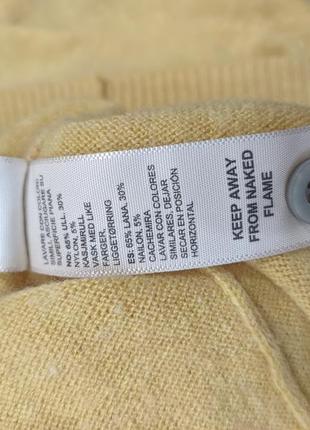 LAVARE CON COLORI
SIMILI, ASCIUGARE SU
SUPERFICIE PIANA
NO: 65% ULL, 30%
NYLON, 5%
KASJMIRULL
VASK MED LIKE
FARGER,
LIGGETØRRING
ES: 65% LANA, 30%
NAILON, 5%
CACHEMIRA
LAVAR CON COLORES
SIMILARES, DEJAR
SECAR EN POSICIÓN
HORIZONTAL
KEEP AWAY
FROM NAKED
FLAME